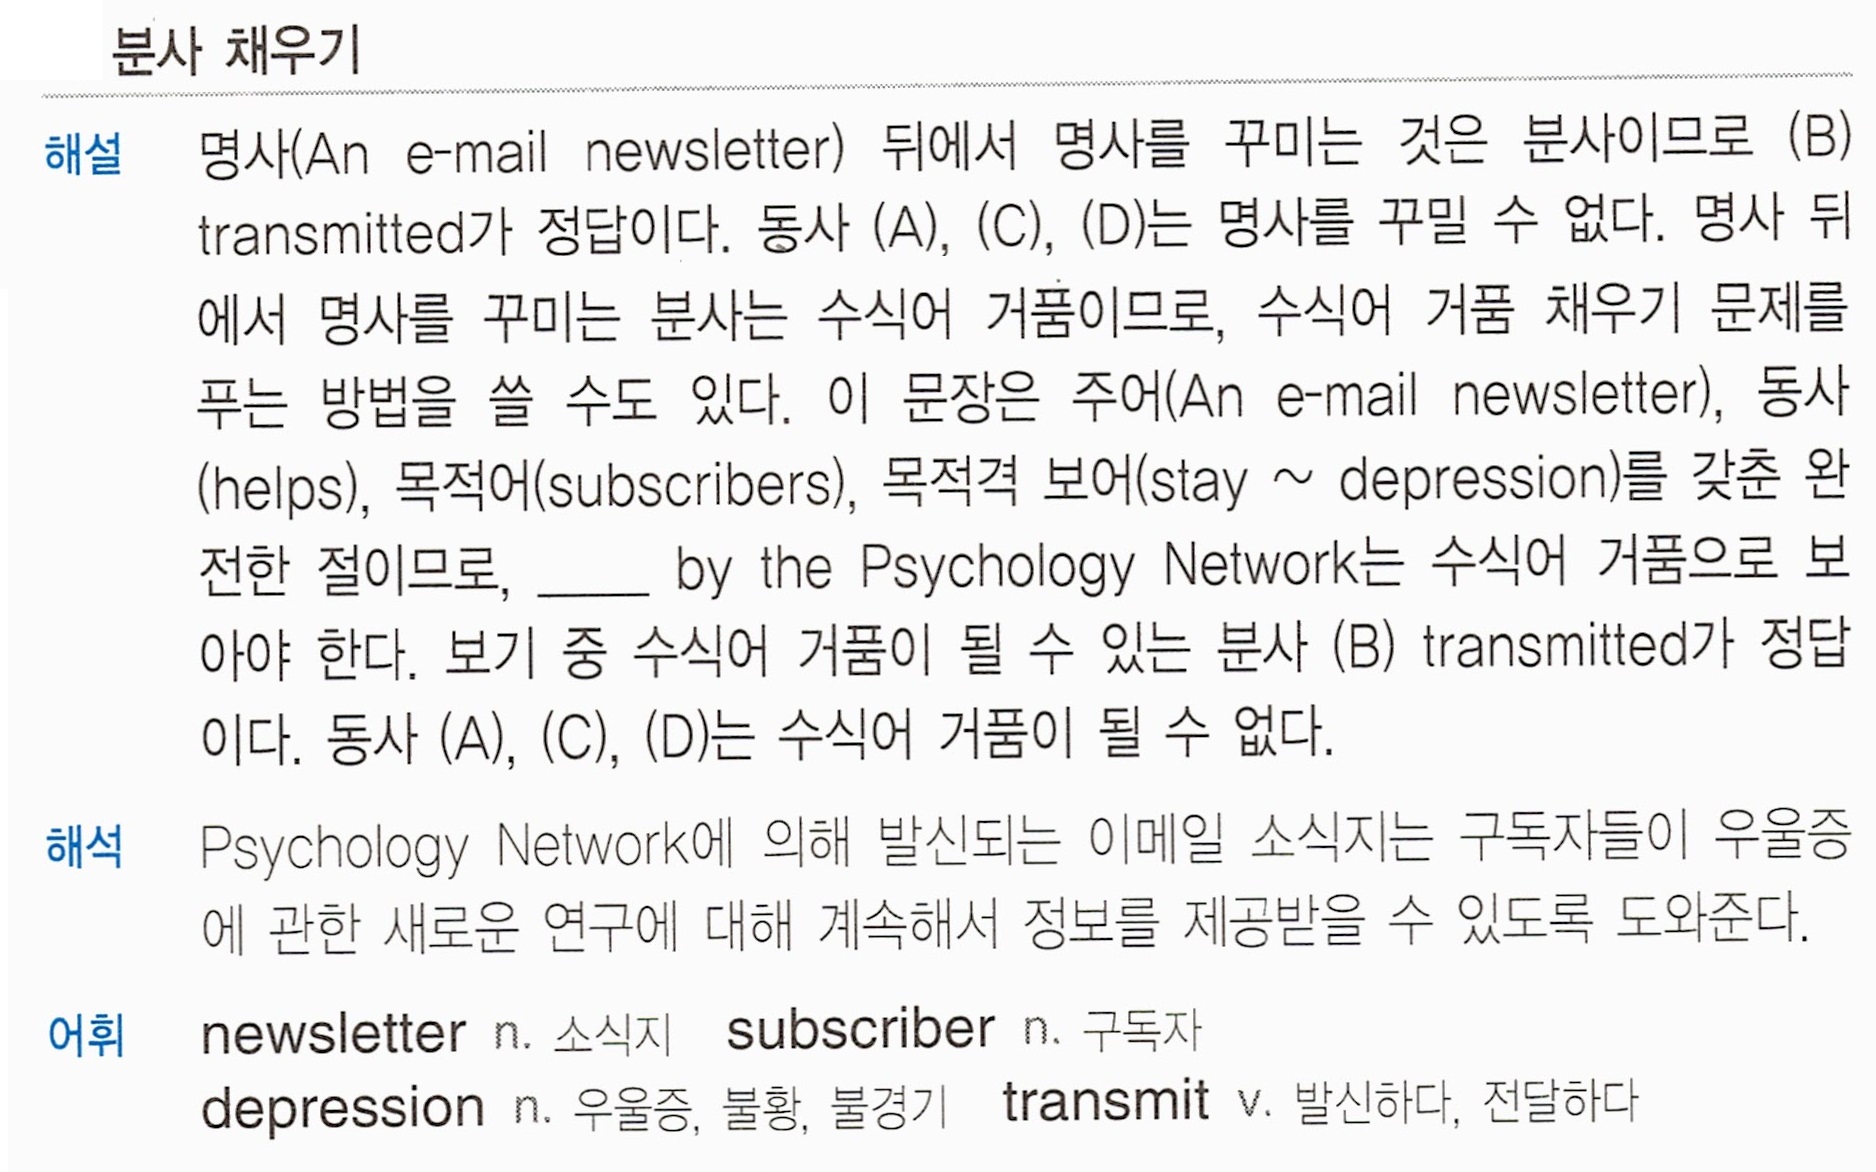 분사 채우기
해설 명사(An e-mail newsletter) 뒤에서 명사를 꾸미는 것은 분사이므로 (B)
transmitted가 정답이다. 동사 (A), (C), (D)는 명사를 꾸밀 수 없다. 명사 뒤
에서 명사를 꾸미는 분사는 수식어 거품이므로, 수식어 거품 채우기 문제를
푸는 방법을 쓸 수도 있다. 이 문장은 주어(An e-mail newsletter), 동사
(helps), 목적어(subscribers), 목적격 보어(stay ~ depression)를 갖춘 완
전한 절이므로, ____ by the Psychology Network는 수식어 거품으로 보
아야 한다. 보기 중 수식어 거품이 될 수 있는 분사 (B) transmitted가 정답
이다. 동사 (A), (C), (D)는 수식어 거품이 될 수 없다.
해석 Psychology Network에 의해 발신되는 이메일 소식지는 구독자들이 우울증
에 관한 새로운 연구에 대해 계속해서 정보를 제공받을 수 있도록 도와준다.
어휘 newsletter n. 소식지 subscriber n. 구독자
depression n. 우울증, 불황, 불경기 transmit v. 발신하다, 전달하다